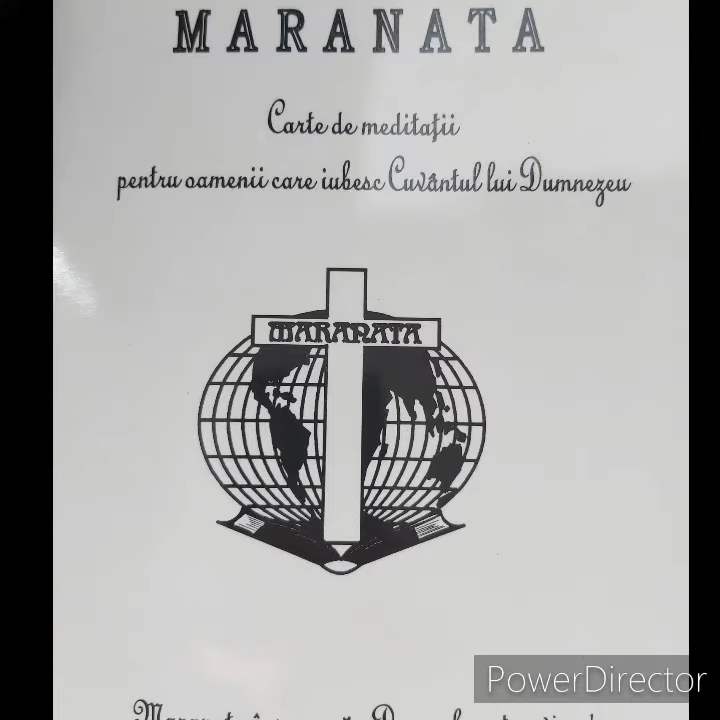 MARANATA
Carte de meditații
pentru oamenii care iubesc Cuvântul lui Dumnezeu
MARANATA
PowerDirector